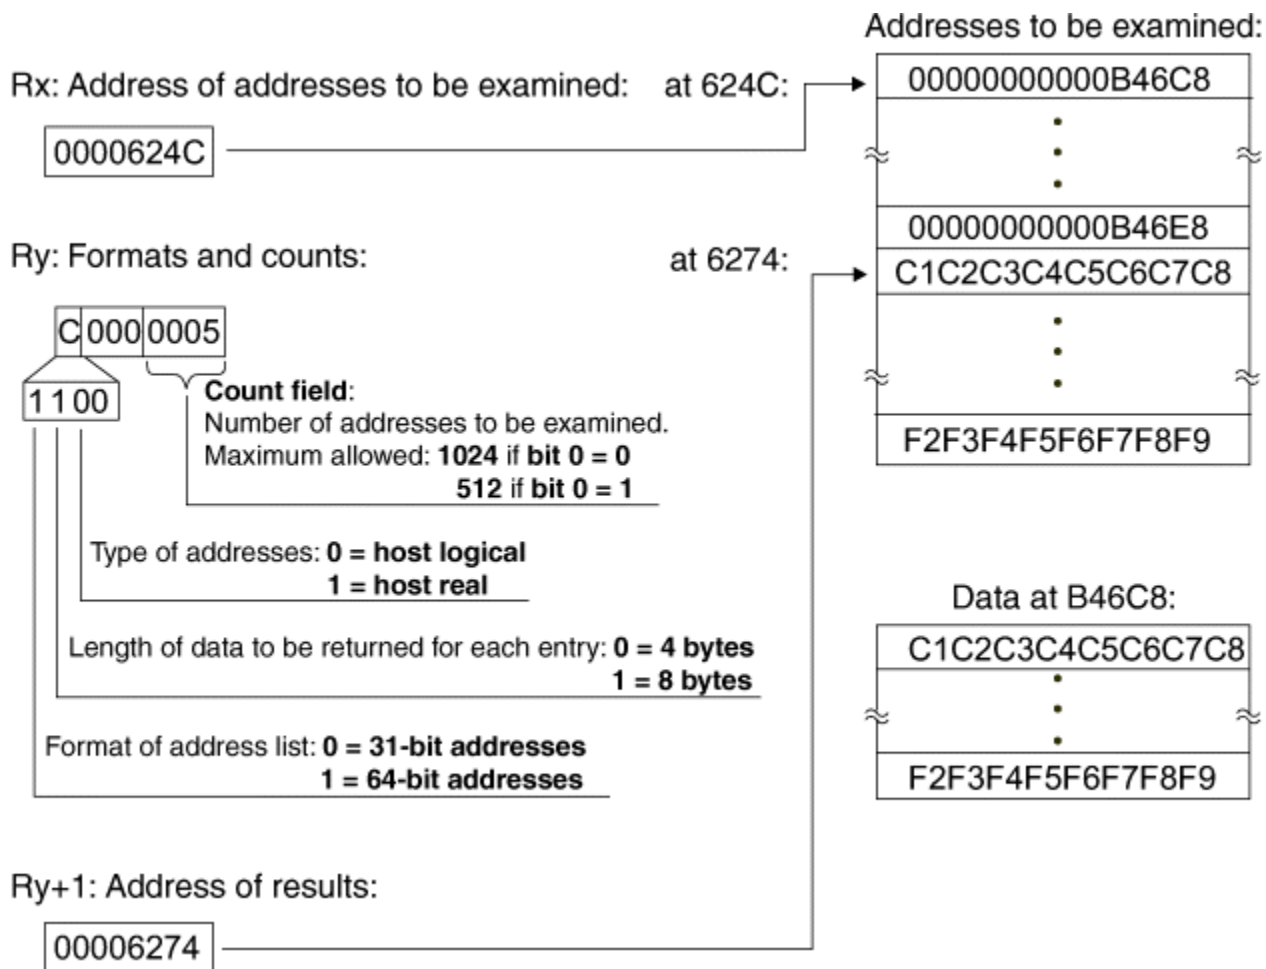 Addresses to be examined:
Rx: Address of addresses to be examined: at 624C:
00000000000B46C8
0000624C
00000000000B46E8
Ry: Formats and counts:
at 6274:
C1C2C3C4C5C6C7C8
C 000 0005
1 1 00
Count field:
Number of addresses to be examined.
Maximum allowed: 1024 if bit 0 = 0
512 if bit 0 = 1
F2F3F4F5F6F7F8F9
Type of addresses: 0 = host logical
1 = host real
Data at B46C8:
C1C2C3C4C5C6C7C8
F2F3F4F5F6F7F8F9
Length of data to be returned for each entry: 0 = 4 bytes
1 = 8 bytes
Format of address list: 0 = 31-bit addresses
1 = 64-bit addresses
Ry+1: Address of results:
00006274